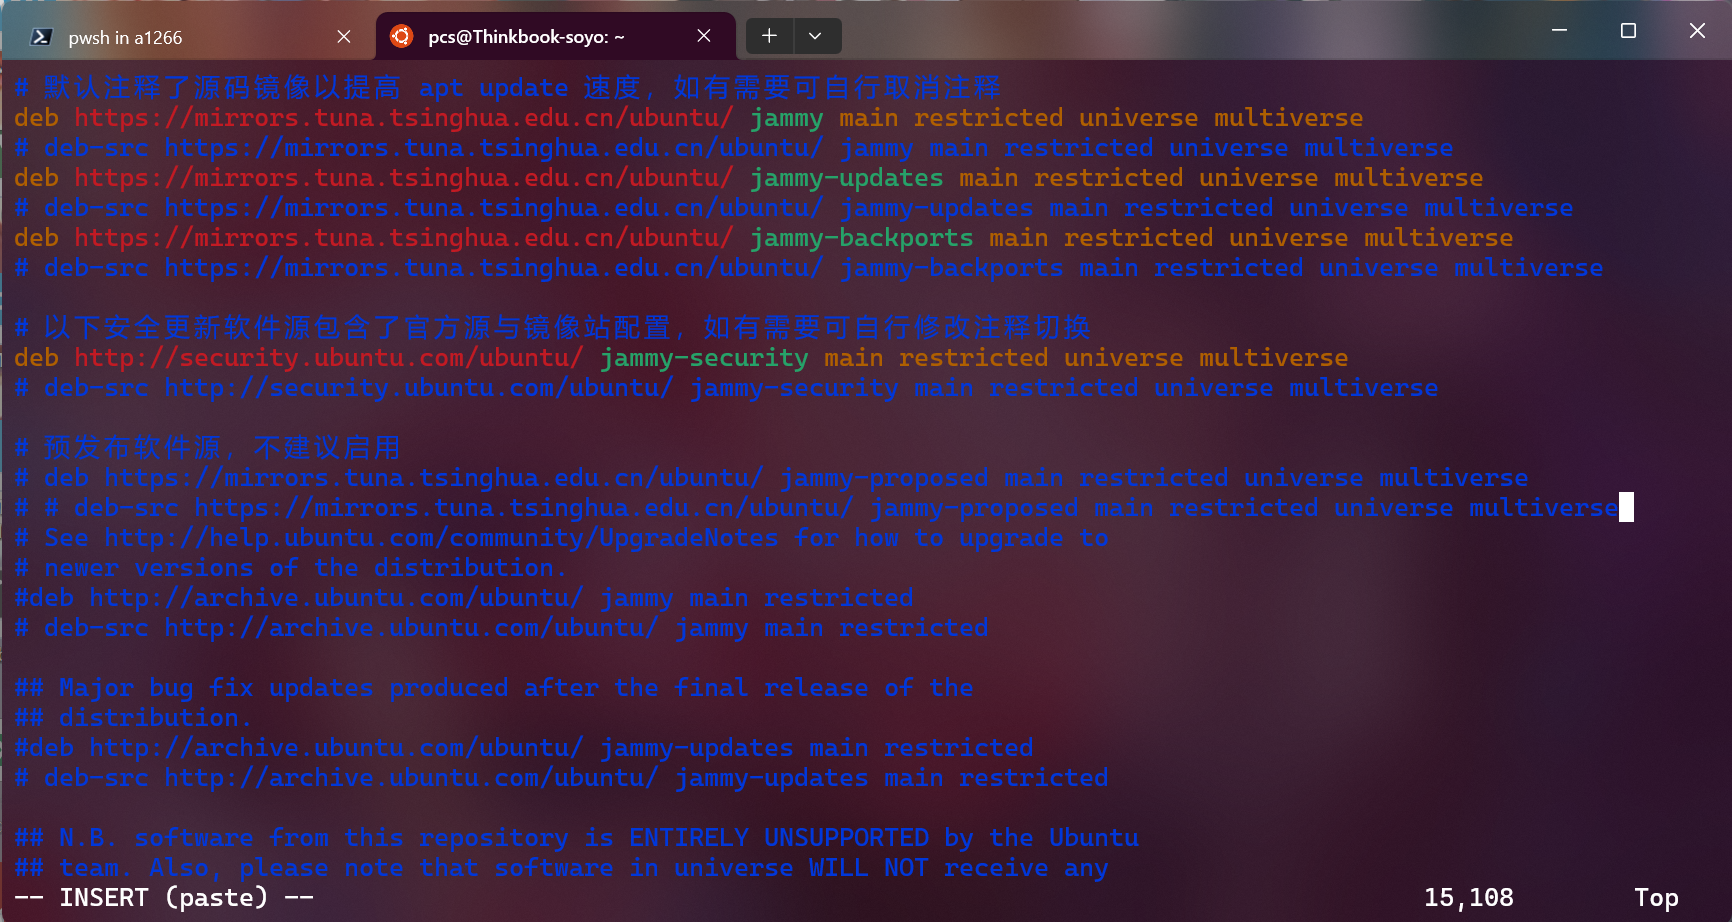 pwsh in a1266
pcs@Thinkbook-soyo: ~
# 默认注释了源码镜像以提高 apt update 速度，如有需要可自行取消注释
deb https://mirrors.tuna.tsinghua.edu.cn/ubuntu/ jammy main restricted universe multiverse
# deb-src https://mirrors.tuna.tsinghua.edu.cn/ubuntu/ jammy main restricted universe multiverse
deb https://mirrors.tuna.tsinghua.edu.cn/ubuntu/ jammy-updates main restricted universe multiverse
# deb-src https://mirrors.tuna.tsinghua.edu.cn/ubuntu/ jammy-updates main restricted universe multiverse
deb https://mirrors.tuna.tsinghua.edu.cn/ubuntu/ jammy-backports main restricted universe multiverse
# deb-src https://mirrors.tuna.tsinghua.edu.cn/ubuntu/ jammy-backports main restricted universe multiverse
# 以下安全更新软件源包含了官方源与镜像站配置，如有需要可自行修改注释切换
deb http://security.ubuntu.com/ubuntu/ jammy-security main restricted universe multiverse
# deb-src http://security.ubuntu.com/ubuntu/ jammy-security main restricted universe multiverse
# 预发布软件源，不建议启用
# deb https://mirrors.tuna.tsinghua.edu.cn/ubuntu/ jammy-proposed main restricted universe multiverse
# # deb-src https://mirrors.tuna.tsinghua.edu.cn/ubuntu/ jammy-proposed main restricted universe multiverse
# See http://help.ubuntu.com/community/UpgradeNotes for how to upgrade to
# newer versions of the distribution.
#deb http://archive.ubuntu.com/ubuntu/ jammy main restricted
# deb-src http://archive.ubuntu.com/ubuntu/ jammy main restricted
## Major bug fix updates produced after the final release of the
## distribution.
#deb http://archive.ubuntu.com/ubuntu/ jammy-updates main restricted
# deb-src http://archive.ubuntu.com/ubuntu/ jammy-updates main restricted
## N.B. software from this repository is ENTIRELY UNSUPPORTED by the Ubuntu
## team. Also, please note that software in universe WILL NOT receive any
-- INSERT (paste) -- 15,108 Top